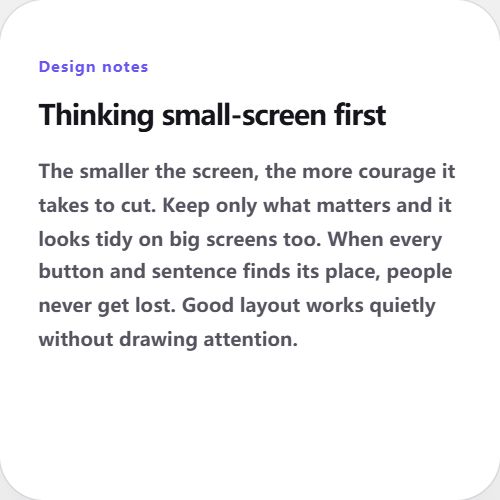 Design notes
Thinking small-screen first
The smaller the screen, the more courage it
takes to cut. Keep only what matters and it
looks tidy on big screens too. When every
button and sentence finds its place, people
never get lost. Good layout works quietly
without drawing attention.